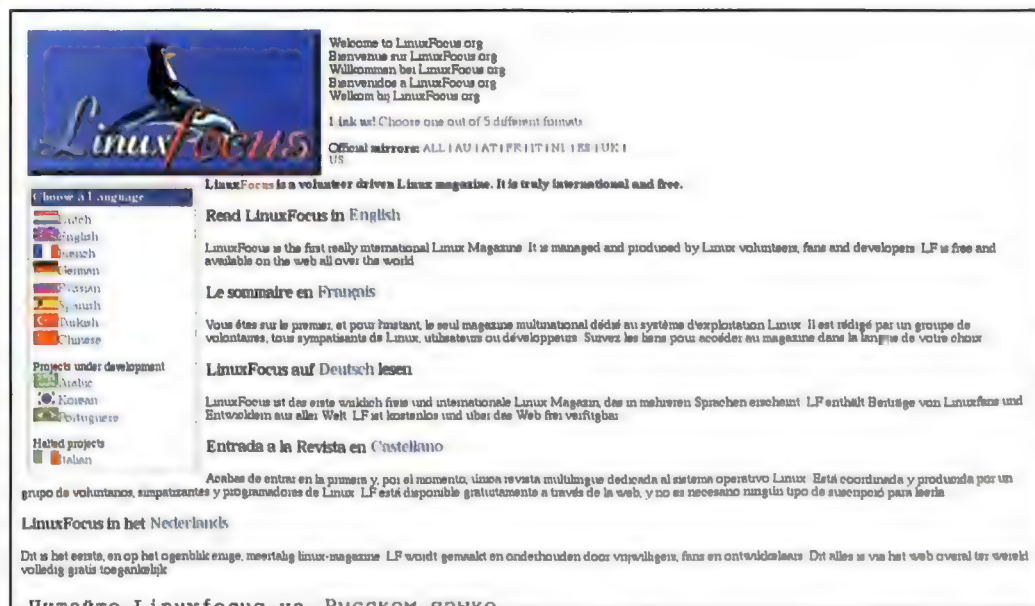 Linuxfocus
Welcome to LinuxFocus org
Bienvenue sur LinuxFocus org
Willkommen bei LinuxFocus org
Bienvenidos a LinuxFocus org
Welkom bij LinuxFocus org
Link us! Choose one out of 5 different formats
Official mirrors: ALL | AU | AT | FR | IT | NL | ES | UK |
US
LinuxFocus is a volunteer driven Linux magazine. It is truly international and free.
Choose a Language
Dutch
English
French
German
Russian
Spanish
Turkish
Chinese
Projects under development
Arabic
Korean
Portuguese
Halted projects
Italian
Read LinuxFocus in English
LinuxFocus is the first really international Linux Magazine. It is managed and produced by Linux volunteers, fans and developers. LF is free and
available on the web all over the world
Le sommaire en Français
Vous êtes sur le premier, et pour l'instant, le seul magazine multinational dédié au système d'exploitation Linux. Il est rédigé par un groupe de
volontaires, tous sympatisants de Linux, utilisateurs ou développeurs. Suivez les liens pour accéder au magazine dans la langue de votre choix
LinuxFocus auf Deutsch lesen
LinuxFocus ist das erste wirklich freie und internationale Linux Magazin, das in mehreren Sprachen erscheint. LF enthält Beiträge von Linuxfans und
Entwicklern aus aller Welt. LF ist kostenlos und über das Web frei verfügbar
Entrada a la Revista en Castellano
Acabas de entrar en la primera y, por el momento, única revista multilingue dedicada al sistema operativo Linux. Está coordinada y producida por un
grupo de voluntarios, simpatizantes y programadores de Linux. LF está disponible gratuitamente a través de la web, y no es necesario ningún tipo de para leerla
LinuxFocus in het Nederlands
Dit is het eerste, en op het ogenblik enige, meertalig linux-magazine. LF wordt gemaakt en onderhouden door vrijwilligers, fans en ontwikkelaars. Dit alles is via het web overal ter wereld
volledig gratis toegankelijk
Читайте Linuxfocus на Русском языке